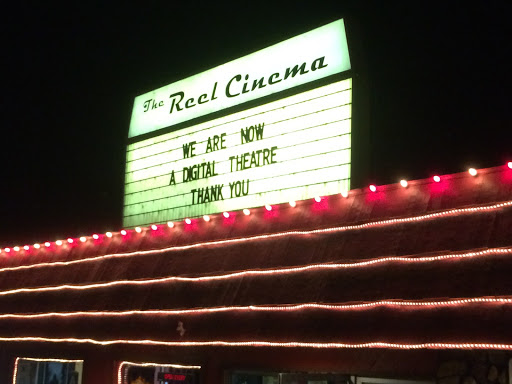 The Reel Cinema
WE ARE NOW
A DIGITAL THEATRE
THANK YOU